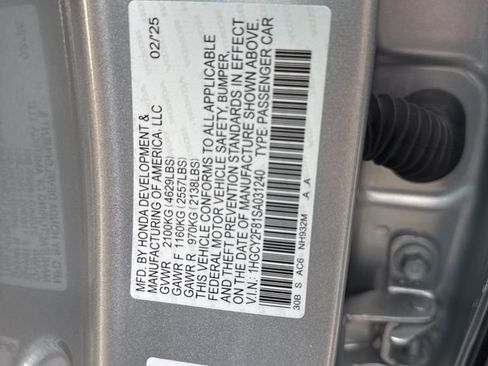 MFD. BY HONDA DEVELOPMENT & 02/25
MANUFACTURING OF AMERICA, LLC
GVWR 2100KG(4629LBS)
GAWR F 1160KG(2557LBS)
GAWR R 970KG(2138LBS)
THIS VEHICLE CONFORMS TO ALL APPLICABLE
FEDERAL MOTOR VEHICLE SAFETY, BUMPER,
AND THEFT PREVENTION STANDARDS IN EFFECT
ON THE DATE OF MANUFACTURE SHOWN ABOVE.
V.I.N. 1HGCY2F81SA031240 TYPE:PASSENGER CAR
30B S AC6 NH932M A A